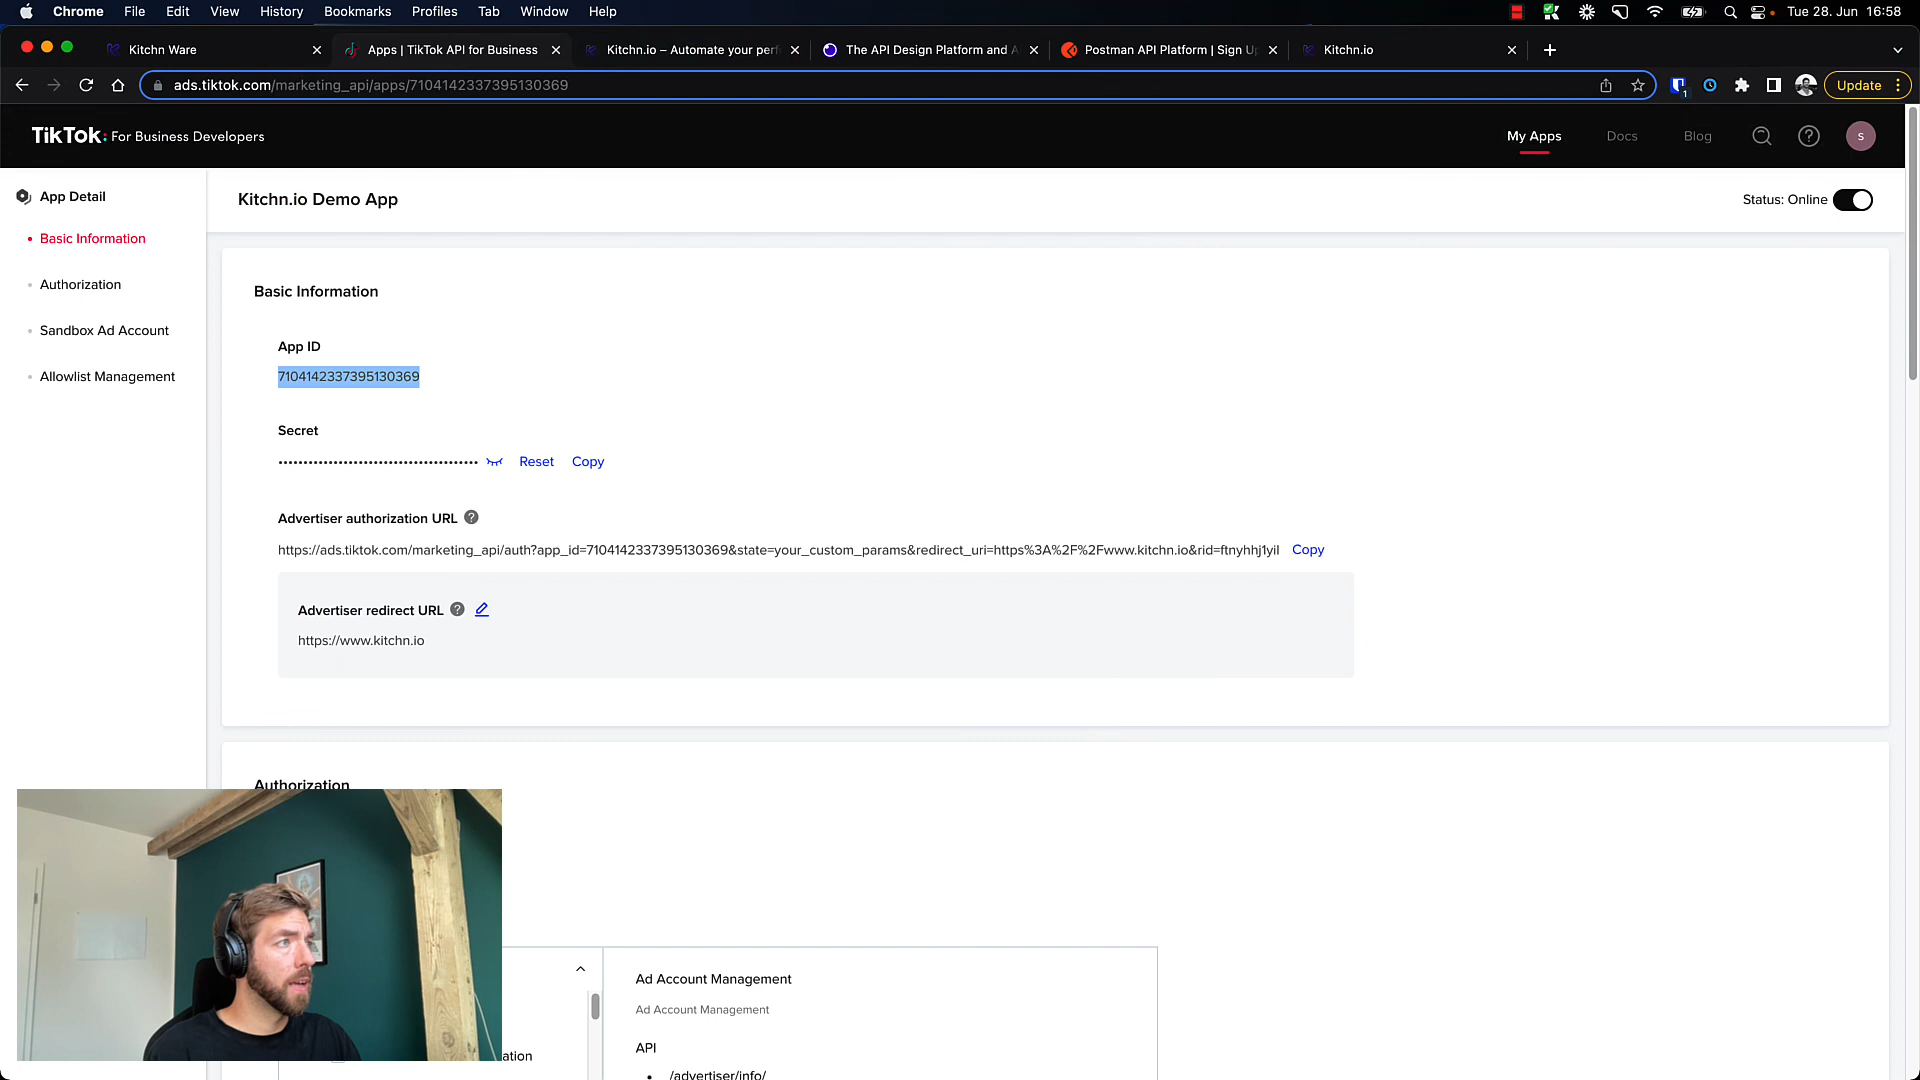 Chrome File Edit View History Bookmarks Profiles Tab Window Help Tue 28. Jun 16:58
Kitchn Ware Apps | TikTok API for Business Kitchn.io – Automate your perf The API Design Platform and A Postman API Platform | Sign Up Kitchn.io
ads.tiktok.com/marketing_api/apps/7104142337395130369 1 Update
TikTok: For Business Developers My Apps Docs Blog S
App Detail
Basic Information
Authorization
Sandbox Ad Account
Allowlist Management
Kitchn.io Demo App Status: Online
Basic Information
App ID
7104142337395130369
Secret
Reset Copy
Advertiser authorization URL
https://ads.tiktok.com/marketing_api/auth?app_id=7104142337395130369&state=your_custom_params&redirect_uri=https%3A%2F%2Fwww.kitchn.io&rid=ftnyhhj1yil Copy
Advertiser redirect URL
https://www.kitchn.io
Authorization
Ad Account Management
Ad Account Management
API
ation
• /advertiser/info/